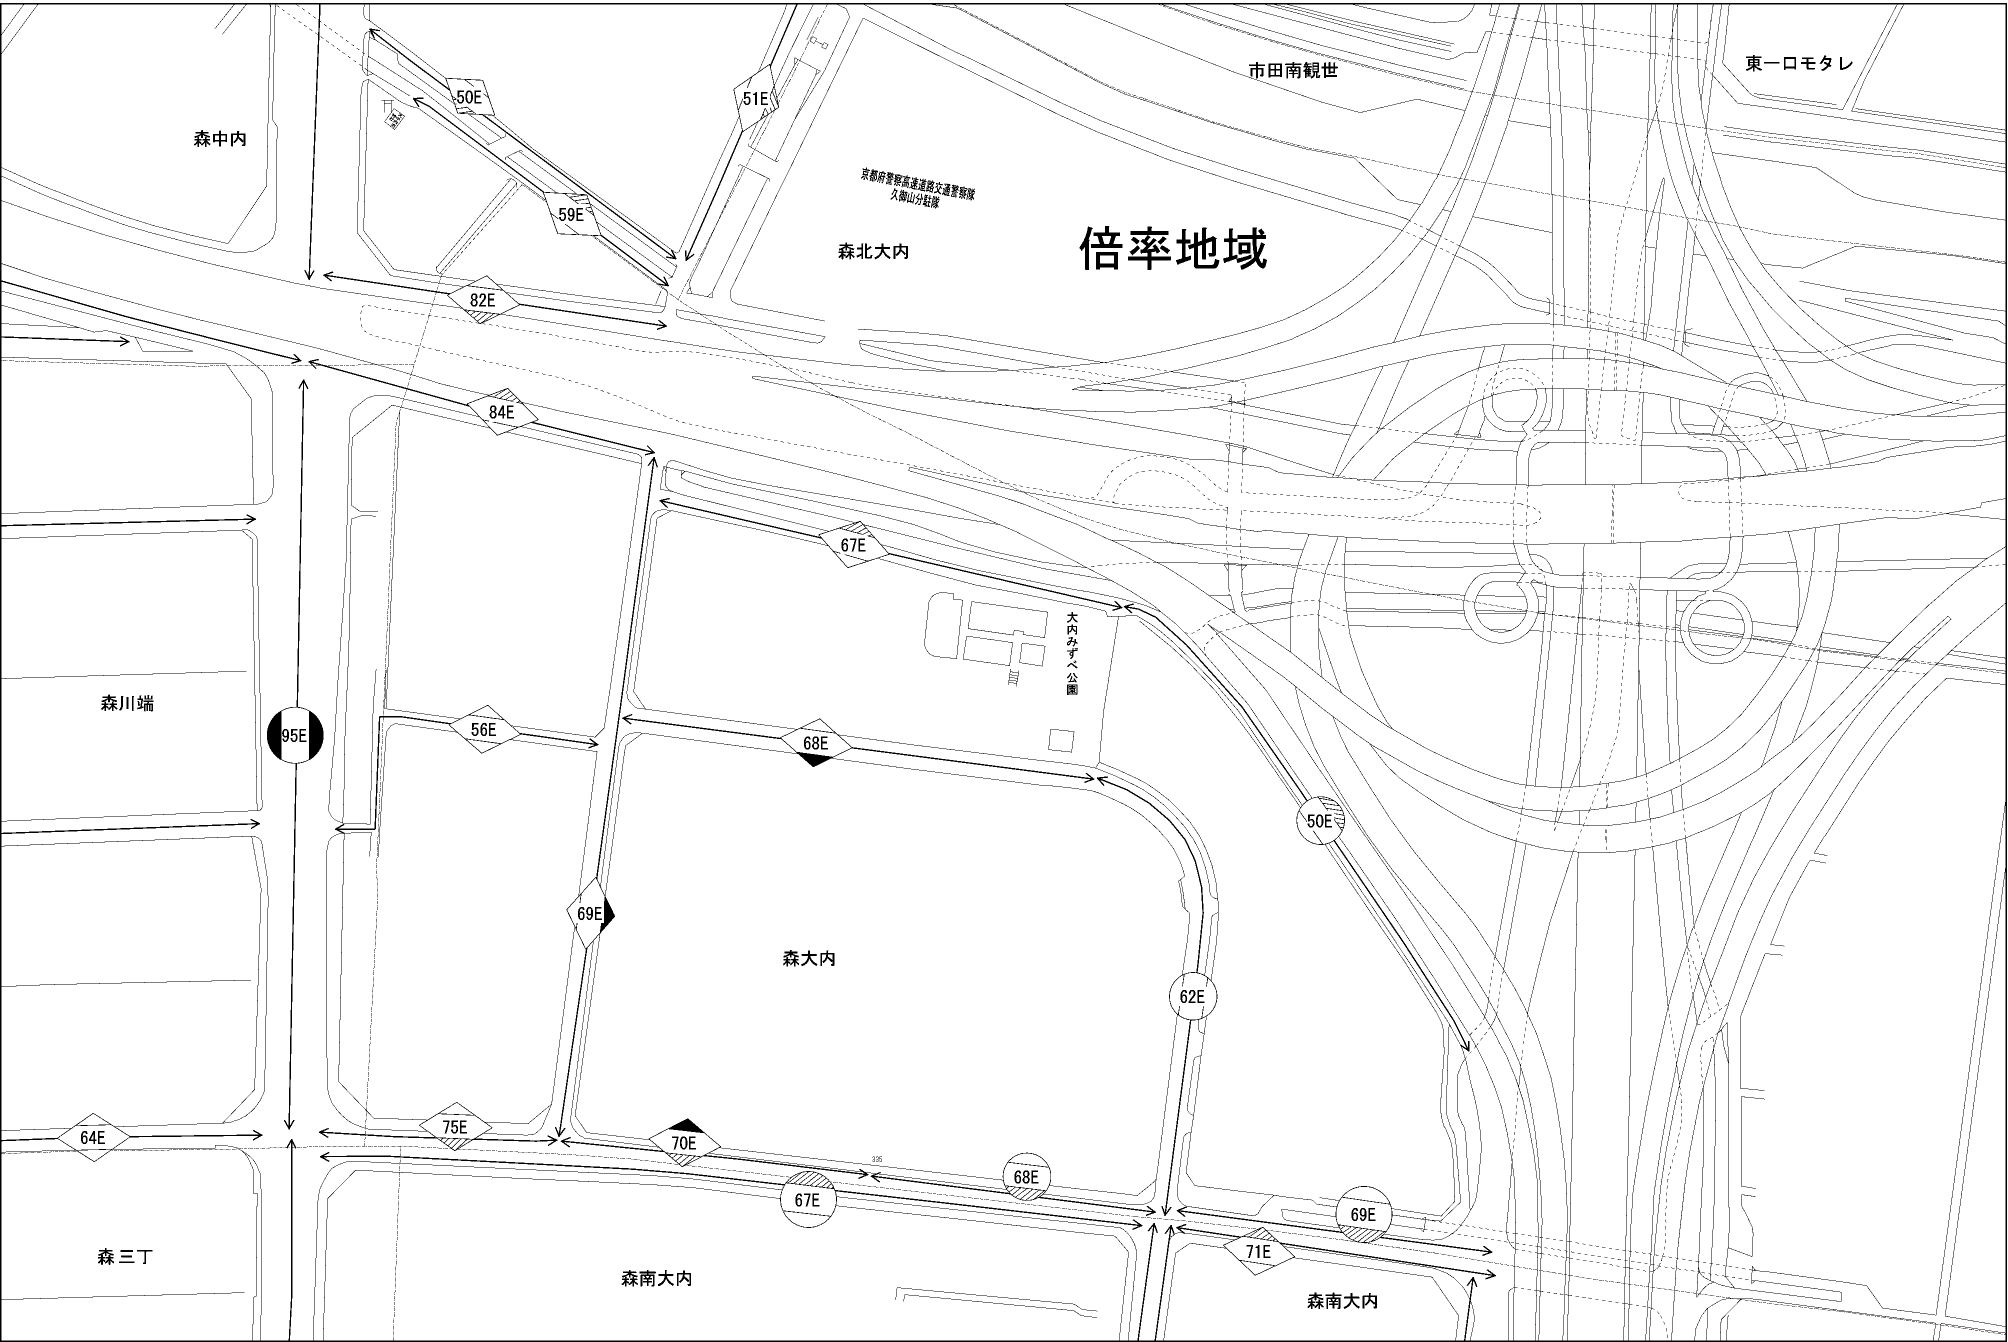 50E
51E
市田南観世
東一口モタレ
森中内
京都府警察高速道路交通警察隊
久御山分駐隊
59E
森北大内
倍率地域
82E
84E
67E
大内みずべ公園
森川端
95E
56E
68E
50E
69E
森大内
62E
64E
75E
70E
335
68E
67E
69E
71E
森三丁
森南大内
森南大内